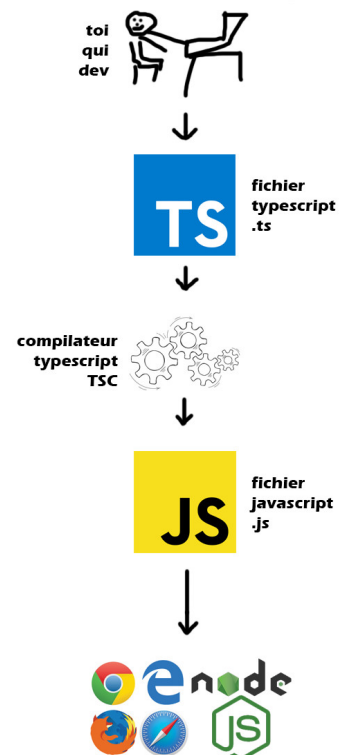 toi
qui
dev
TS
fichier
typescript
.ts
compilateur
typescript
TSC
JS
fichier
javascript
.js
node
JS